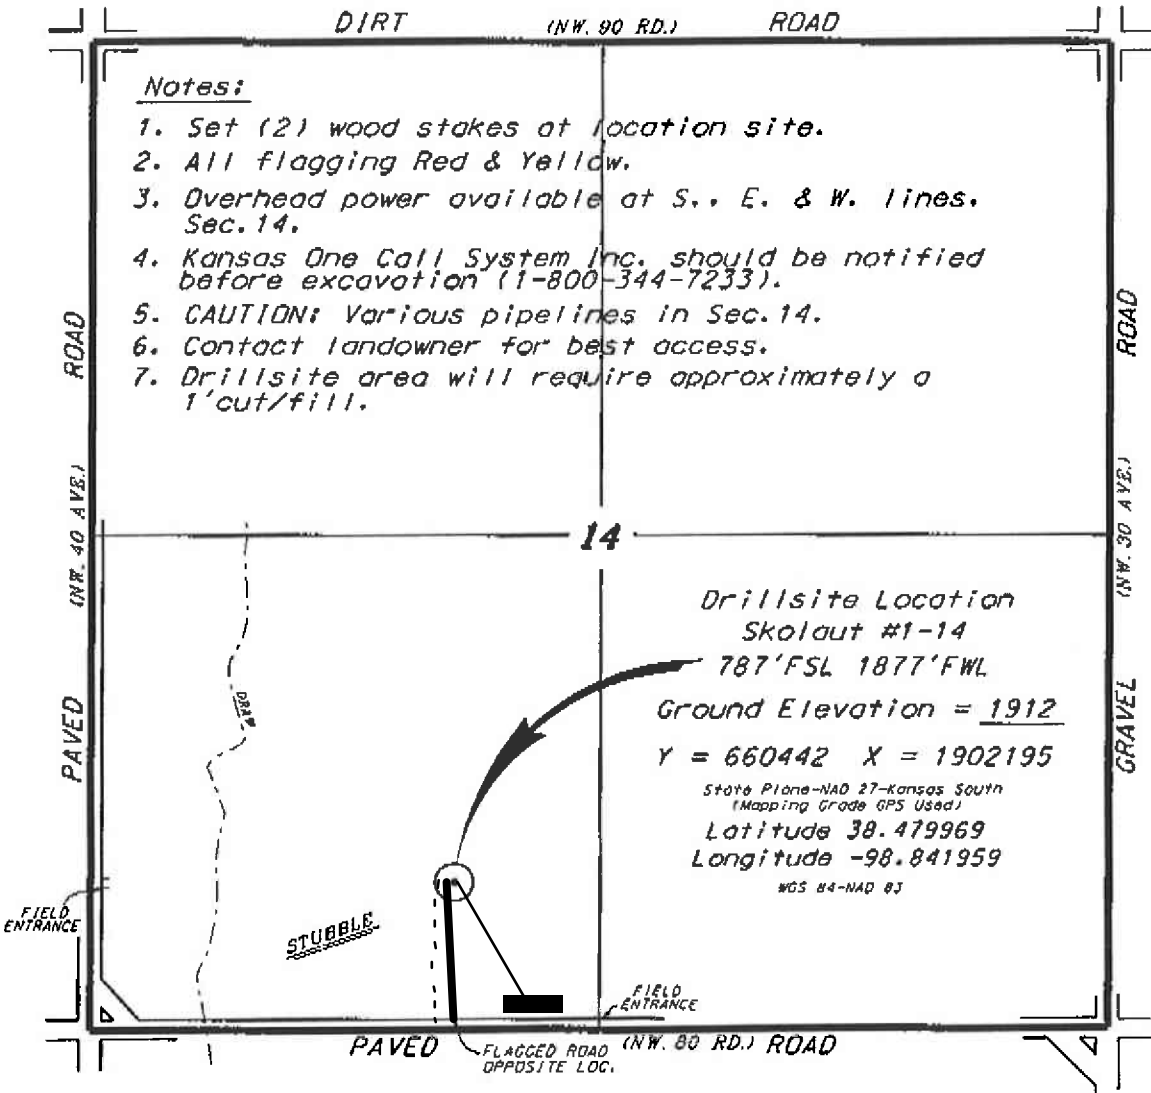 DIRT (NW. 90 RD.) ROAD
Notes:
1. Set (2) wood stakes at location site.
2. All flagging Red & Yellow.
3. Overhead power available at S., E. & W. lines.
Sec.14.
4. Kansas One Call System Inc. should be notified
before excavation (1-800-344-7233).
5. CAUTION: Various pipelines in Sec.14.
6. Contact landowner for best access.
7. Drillsite area will require approximately a
1'cut/fill.
PAVED (NW. 40 AVE.) ROAD
GRAVEL (NW. 30 AVE.) ROAD
14
Drillsite Location
Skolaut #1-14
787'FSL 1877'FWL
Ground Elevation = 1912
Y = 660442 X = 1902195
State Plane-NAD 27-Kansas South
(Mapping Grade GPS Used)
Latitude 38.479969
Longitude -98.841959
WGS 84-NAD 83
DRAW
FIELD
ENTRANCE
STUBBLE
FIELD
ENTRANCE
PAVED (NW. 80 RD.) ROAD
FLAGGED ROAD
OPPOSITE LOC.